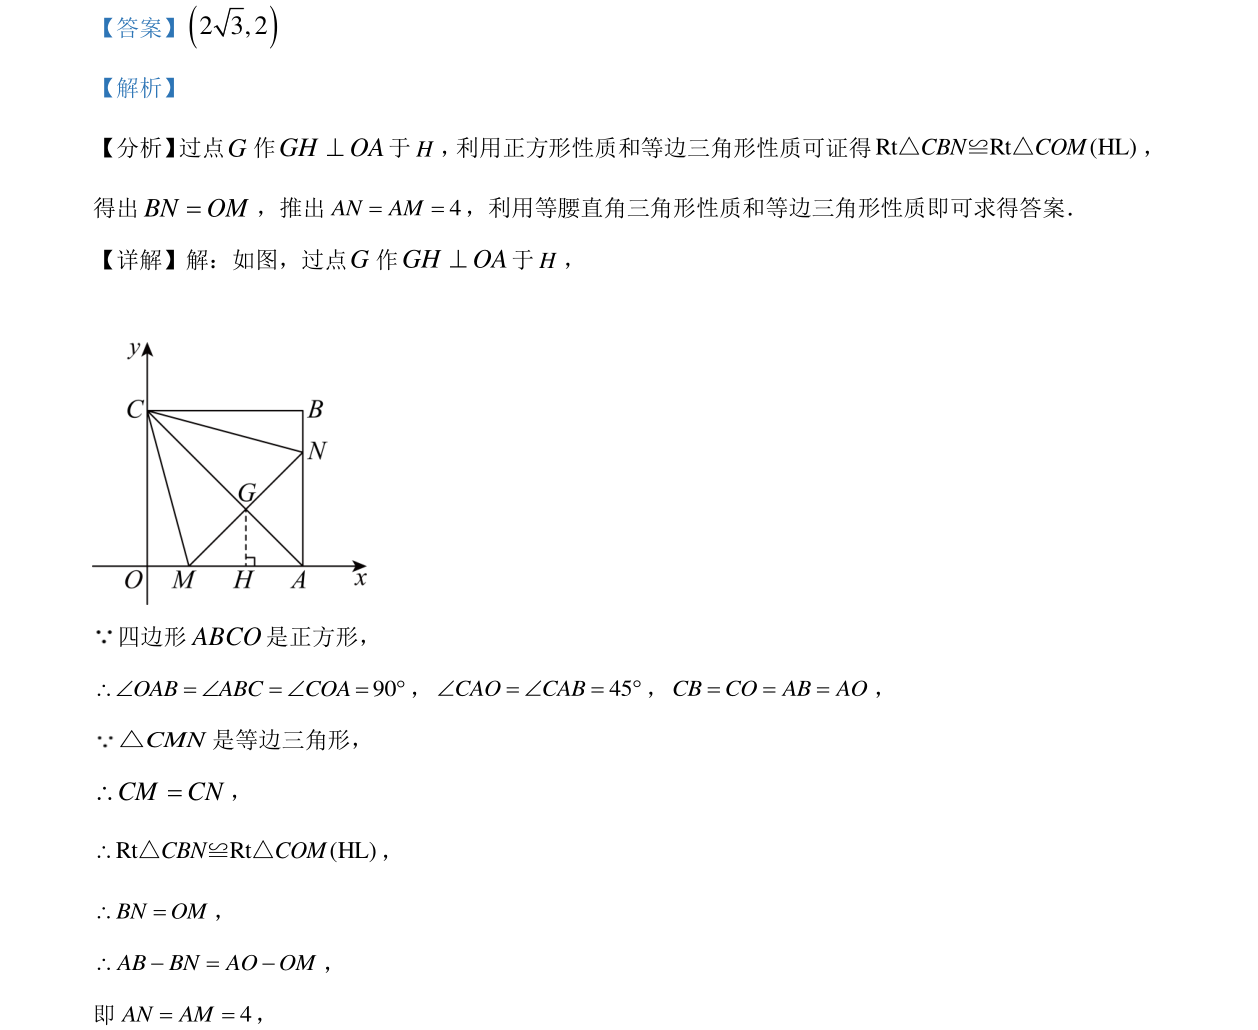 【答案】(2√3,2)
【解析】
【分析】过点G作GH⊥OA于H,利用正方形性质和等边三角形性质可证得Rt△CBN≌Rt△COM(HL),
得出BN=OM,推出AN=AM=4,利用等腰直角三角形性质和等边三角形性质即可求得答案.
【详解】解:如图,过点G作GH⊥OA于H,
y
C B
N
G
O M H A x
∵四边形ABCO是正方形,
∴∠OAB=∠ABC=∠COA=90°,∠CAO=∠CAB=45°,CB=CO=AB=AO,
∵△CMN是等边三角形,
∴CM=CN,
∴Rt△CBN≌Rt△COM(HL),
∴BN=OM,
∴AB−BN=AO−OM,
即AN=AM=4,